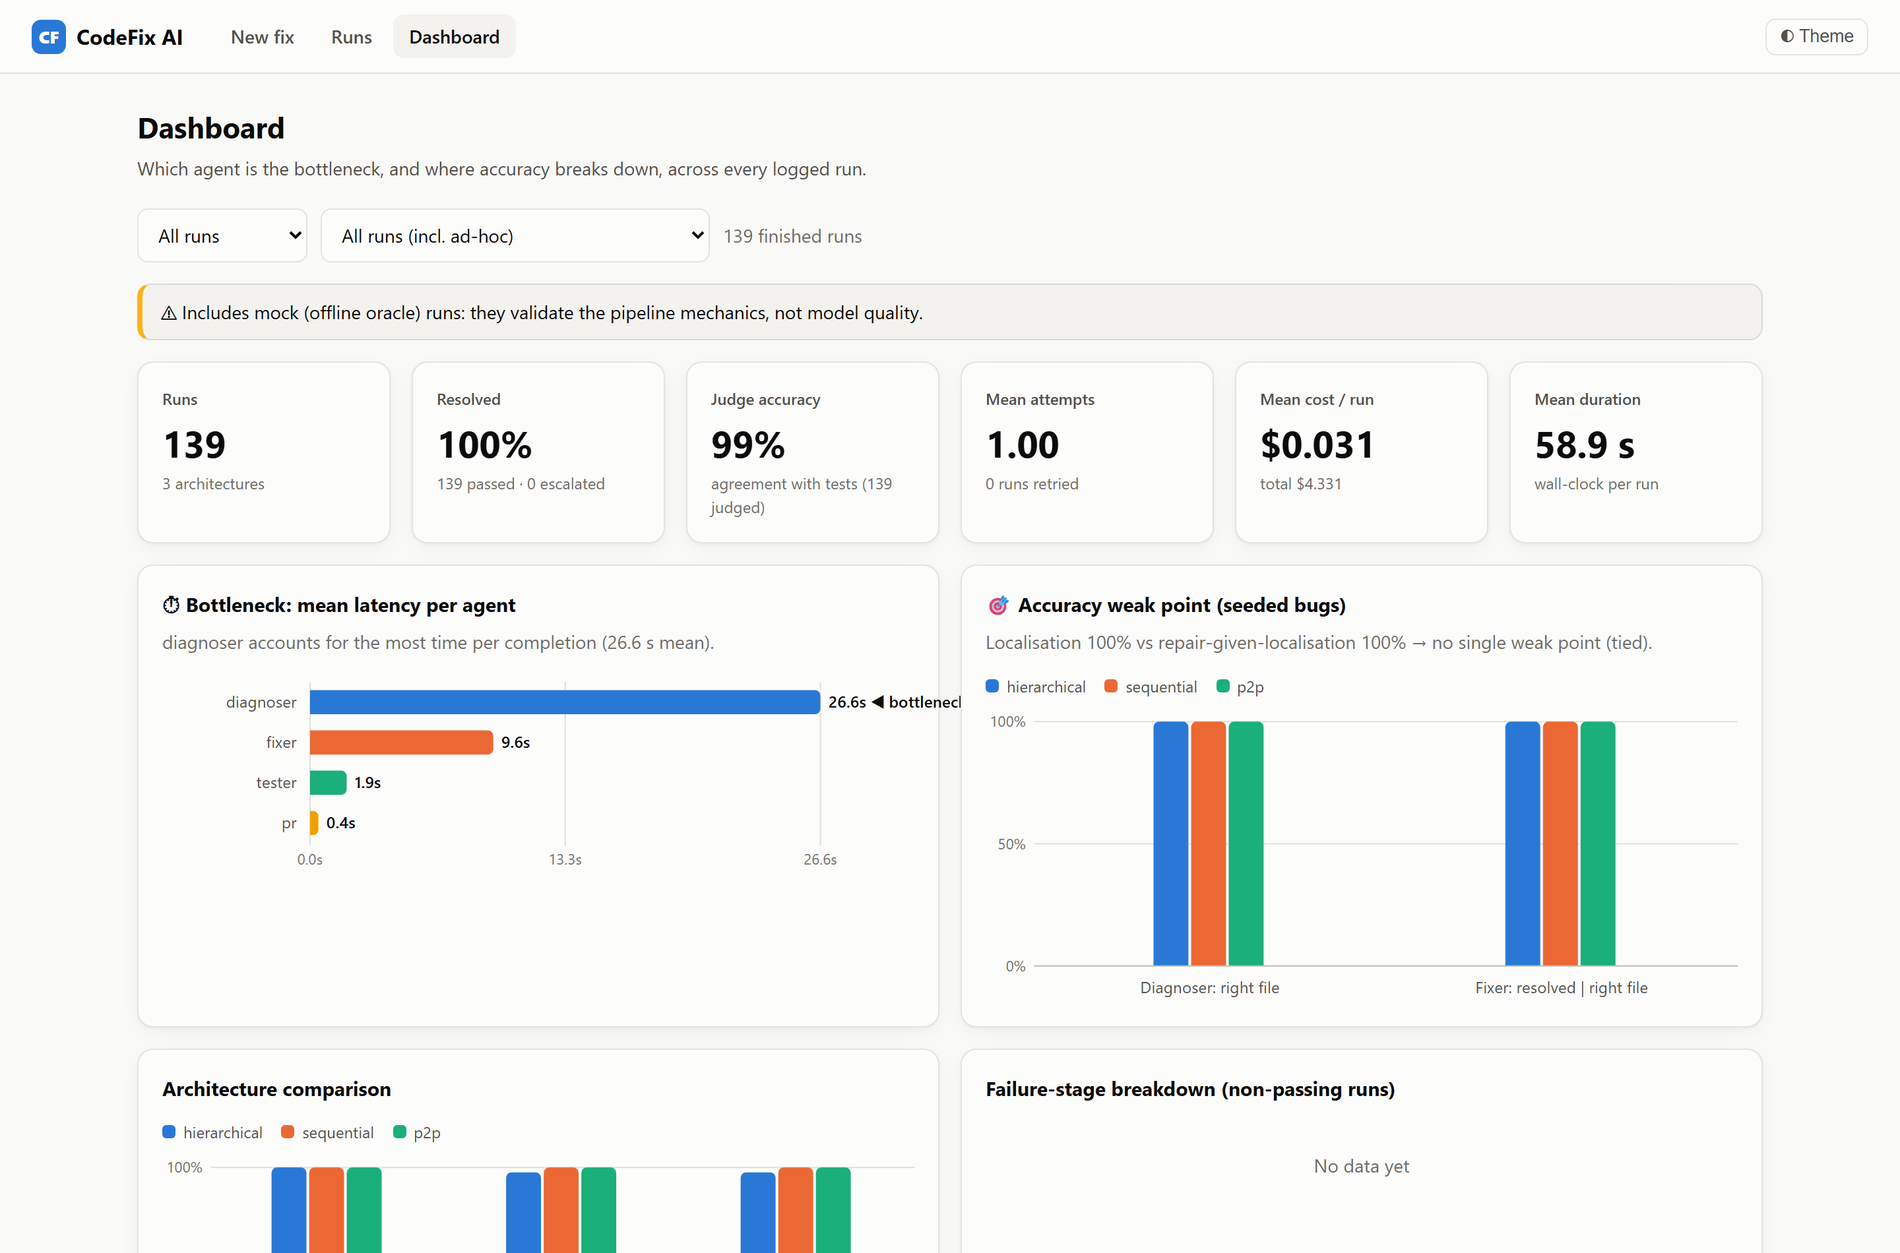 CF CodeFix AI New fix Runs Dashboard ◐ Theme
Dashboard
Which agent is the bottleneck, and where accuracy breaks down, across every logged run.
All runs All runs (incl. ad-hoc) 139 finished runs
⚠ Includes mock (offline oracle) runs: they validate the pipeline mechanics, not model quality.
Runs
139
3 architectures
Resolved
100%
139 passed · 0 escalated
Judge accuracy
99%
agreement with tests (139
judged)
Mean attempts
1.00
0 runs retried
Mean cost / run
$0.031
total $4.331
Mean duration
58.9 s
wall-clock per run
⏱ Bottleneck: mean latency per agent
diagnoser accounts for the most time per completion (26.6 s mean).
diagnoser 26.6s ◀ bottleneck
fixer 9.6s
tester 1.9s
pr 0.4s
0.0s 13.3s 26.6s
🎯 Accuracy weak point (seeded bugs)
Localisation 100% vs repair-given-localisation 100% → no single weak point (tied).
hierarchical sequential p2p
100%
50%
0%
Diagnoser: right file Fixer: resolved | right file
Architecture comparison
hierarchical sequential p2p
100%
Failure-stage breakdown (non-passing runs)
No data yet